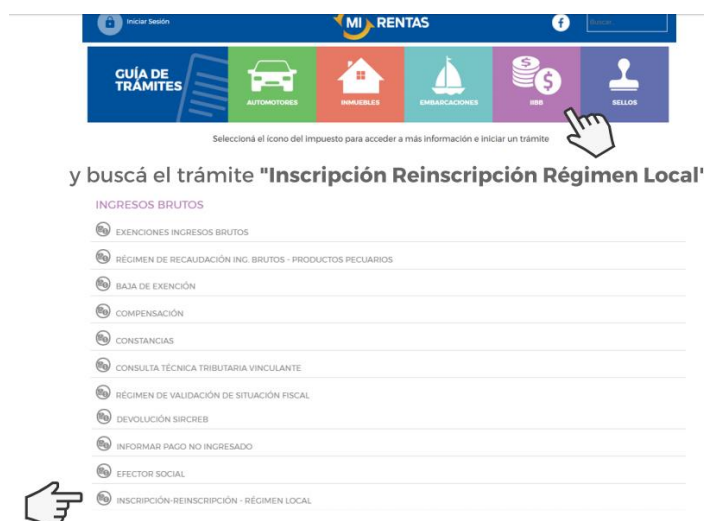 Iniciar Sesión
MI RENTAS
f
Buscar...
GUÍA DE
TRÁMITES
AUTOMOTORES
INMUEBLES
EMBARCACIONES
IIBB
SELLOS
Seleccioná el ícono del impuesto para acceder a más información e iniciar un trámite
y buscá el trámite "Inscripción Reinscripción Régimen Local"
INGRESOS BRUTOS
EXENCIONES INGRESOS BRUTOS
RÉGIMEN DE RECAUDACIÓN ING. BRUTOS - PRODUCTOS PECUARIOS
BAJA DE EXENCIÓN
COMPENSACIÓN
CONSTANCIAS
CONSULTA TÉCNICA TRIBUTARIA VINCULANTE
RÉGIMEN DE VALIDACIÓN DE SITUACIÓN FISCAL
DEVOLUCIÓN SIRCREB
INFORMAR PAGO NO INGRESADO
EFECTOR SOCIAL
INSCRIPCIÓN-REINSCRIPCIÓN - RÉGIMEN LOCAL